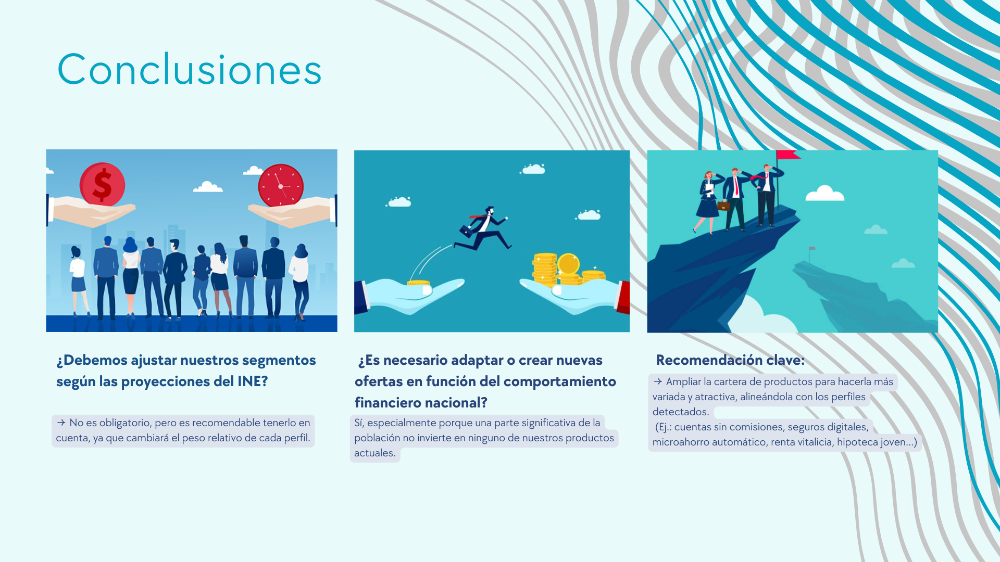 Conclusiones
$
¿Debemos ajustar nuestros segmentos
según las proyecciones del INE?
→ No es obligatorio, pero es recomendable tenerlo en
cuenta, ya que cambiará el peso relativo de cada perfil.
¿Es necesario adaptar o crear nuevas
ofertas en función del comportamiento
financiero nacional?
Sí, especialmente porque una parte significativa de la
población no invierte en ninguno de nuestros productos
actuales.
Recomendación clave:
→ Ampliar la cartera de productos para hacerla más
variada y atractiva, alineándola con los perfiles
detectados.
(Ej.: cuentas sin comisiones, seguros digitales,
microahorro automático, renta vitalicia, hipoteca joven...)